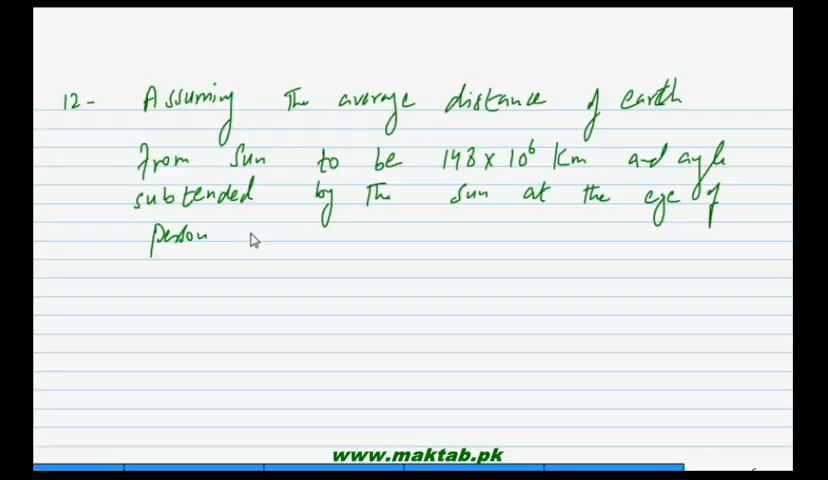 12- Assuming The average distance of earth
from sun to be 148 x 10⁶ Km and angle
subtended by The sun at the eye of
person
www.maktab.pk